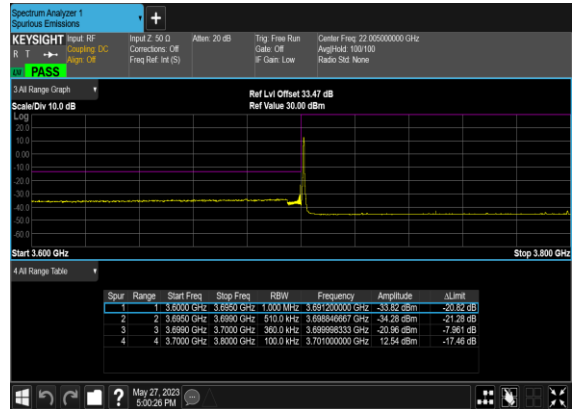 Spectrum Analyzer 1
Spurious Emissions
KEYSIGHT Input: RF Input Z: 50 Ω Atten: 20 dB Trig: Free Run Center Freq: 22.005000000 GHz
R T Coupling: DC Corrections: Off Gate: Off Avg|Hold: 100/100
Align: Off Freq Ref: Int (S) IF Gain: Low Radio Std: None
PASS
3 All Range Graph
Ref Lvl Offset 33.47 dB
Scale/Div 10.0 dB Ref Value 30.00 dBm
Log
20.0
10.0
0.00
-10.0
-20.0
-30.0
-40.0
-50.0
-60.0
Start 3.600 GHz Stop 3.800 GHz
4 All Range Table
Spur Range Start Freq Stop Freq RBW Frequency Amplitude ΔLimit
1 1 3.6000 GHz 3.6950 GHz 1.000 MHz 3.691200000 GHz -33.82 dBm -20.82 dB
2 2 3.6950 GHz 3.6990 GHz 510.0 kHz 3.698846667 GHz -34.28 dBm -21.28 dB
3 3 3.6990 GHz 3.7000 GHz 360.0 kHz 3.699998333 GHz -20.96 dBm -7.961 dB
4 4 3.7000 GHz 3.8000 GHz 100.0 kHz 3.701000000 GHz 12.54 dBm -17.46 dB
May 27, 2023
5:00:26 PM